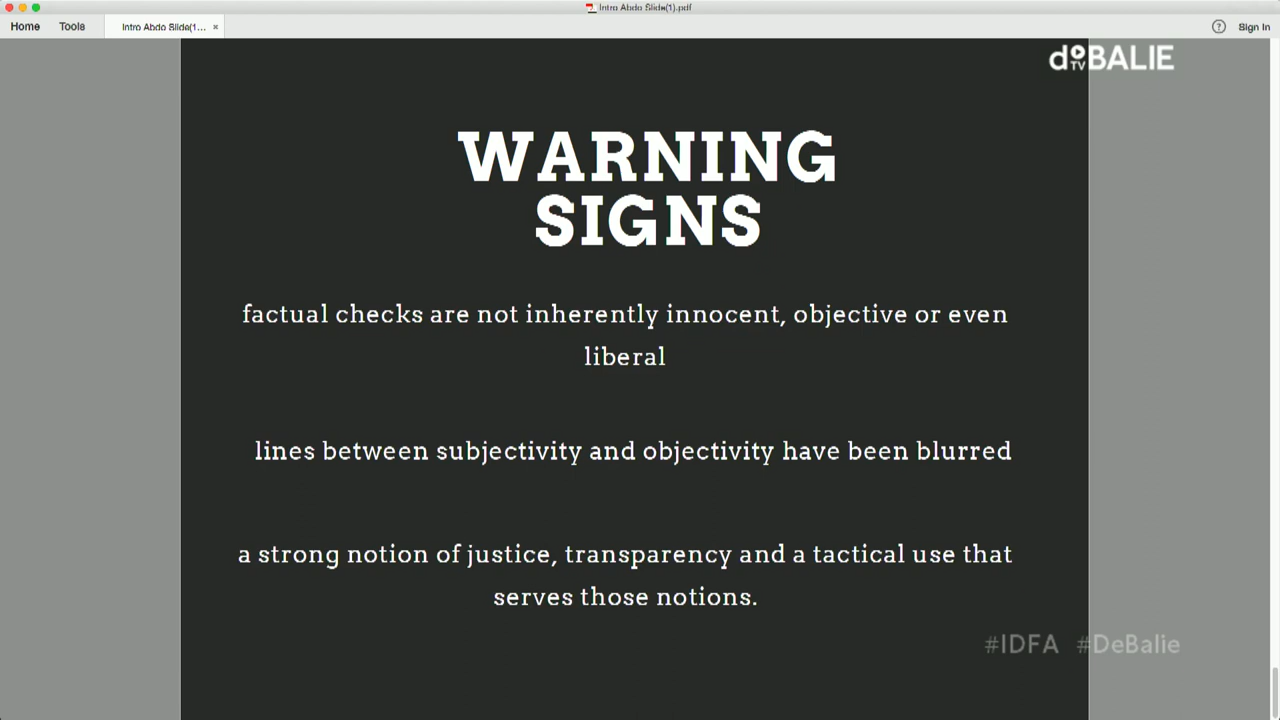 Intro Abdo Slide(1).pdf
Home Tools Intro Abdo Slide(1... × ? Sign In
deBALIE
TV
WARNING
SIGNS
factual checks are not inherently innocent, objective or even
liberal
lines between subjectivity and objectivity have been blurred
a strong notion of justice, transparency and a tactical use that
serves those notions.
#IDFA #DeBalie